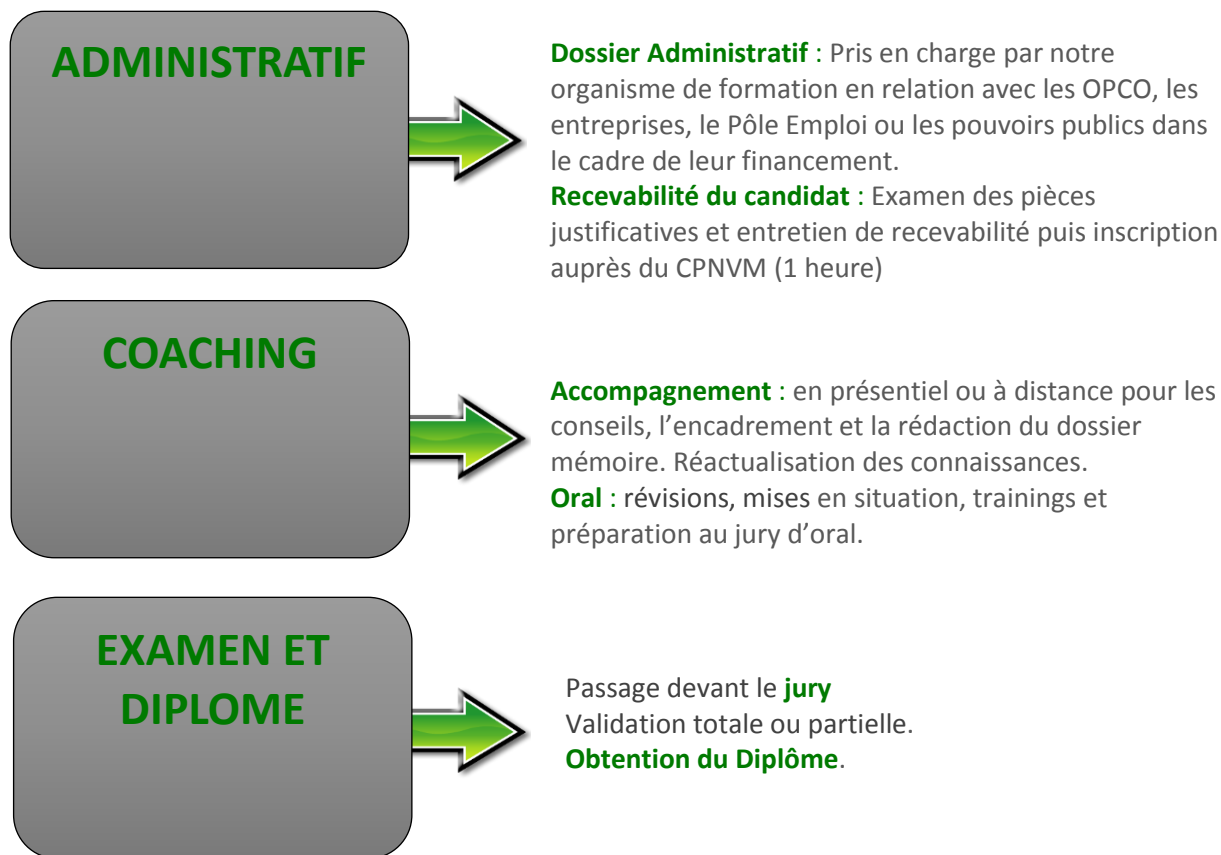 ADMINISTRATIF
Dossier Administratif : Pris en charge par notre
organisme de formation en relation avec les OPCO, les
entreprises, le Pôle Emploi ou les pouvoirs publics dans
le cadre de leur financement.
Recevabilité du candidat : Examen des pièces
justificatives et entretien de recevabilité puis inscription
auprès du CPNVM (1 heure)
COACHING
Accompagnement : en présentiel ou à distance pour les
conseils, l’encadrement et la rédaction du dossier
mémoire. Réactualisation des connaissances.
Oral : révisions, mises en situation, trainings et
préparation au jury d’oral.
EXAMEN ET
DIPLOME
Passage devant le jury
Validation totale ou partielle.
Obtention du Diplôme.